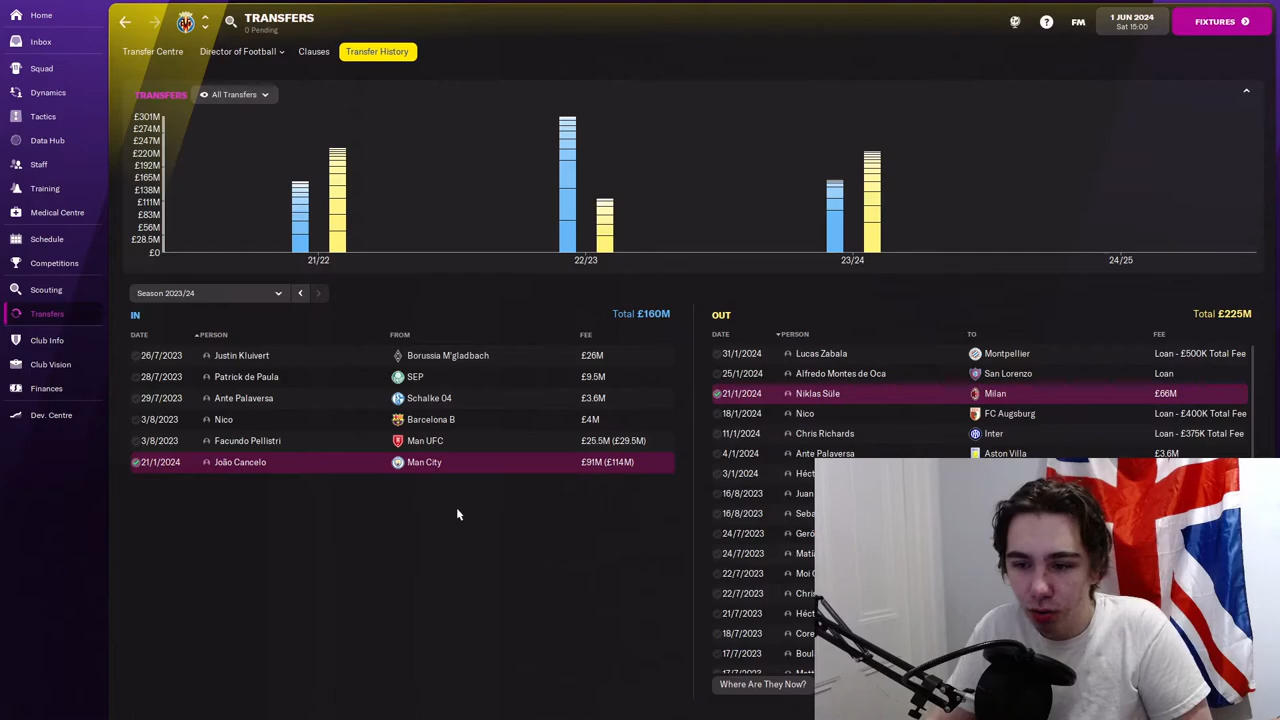 Home
Inbox
Squad
Dynamics
Tactics
Data Hub
Staff
Training
Medical Centre
Schedule
Competitions
Scouting
Transfers
Club Info
Club Vision
Finances
Dev. Centre
TRANSFERS
0 Pending
FM
1 JUN 2024
Sat 15:00
FIXTURES
Transfer Centre Director of Football Clauses Transfer History
TRANSFERS All Transfers
£301M
£274M
£247M
£220M
£192M
£165M
£138M
£111M
£83M
£56M
£28.5M
£0
21/22 22/23 23/24 24/25
Season 2023/24
IN Total £160M
DATE PERSON FROM FEE
26/7/2023 Justin Kluivert Borussia M'gladbach £26M
28/7/2023 Patrick de Paula SEP £9.5M
29/7/2023 Ante Palaversa Schalke 04 £3.6M
3/8/2023 Nico Barcelona B £4M
3/8/2023 Facundo Pellistri Man UFC £25.5M (£29.5M)
21/1/2024 João Cancelo Man City £91M (£114M)
OUT Total £225M
DATE PERSON TO FEE
31/1/2024 Lucas Zabala Montpellier Loan - £500K Total Fee
25/1/2024 Alfredo Montes de Oca San Lorenzo Loan
21/1/2024 Niklas Süle Milan £66M
18/1/2024 Nico FC Augsburg Loan - £400K Total Fee
11/1/2024 Chris Richards Inter Loan - £375K Total Fee
4/1/2024 Ante Palaversa Aston Villa £3.6M
3/1/2024 Héc
16/8/2023 Juan
16/8/2023 Seba
24/7/2023 Geró
24/7/2023 Matí
22/7/2023 Moi
22/7/2023 Chris
21/7/2023 Héct
18/7/2023 Core
17/7/2023 Boul
Where Are They Now?